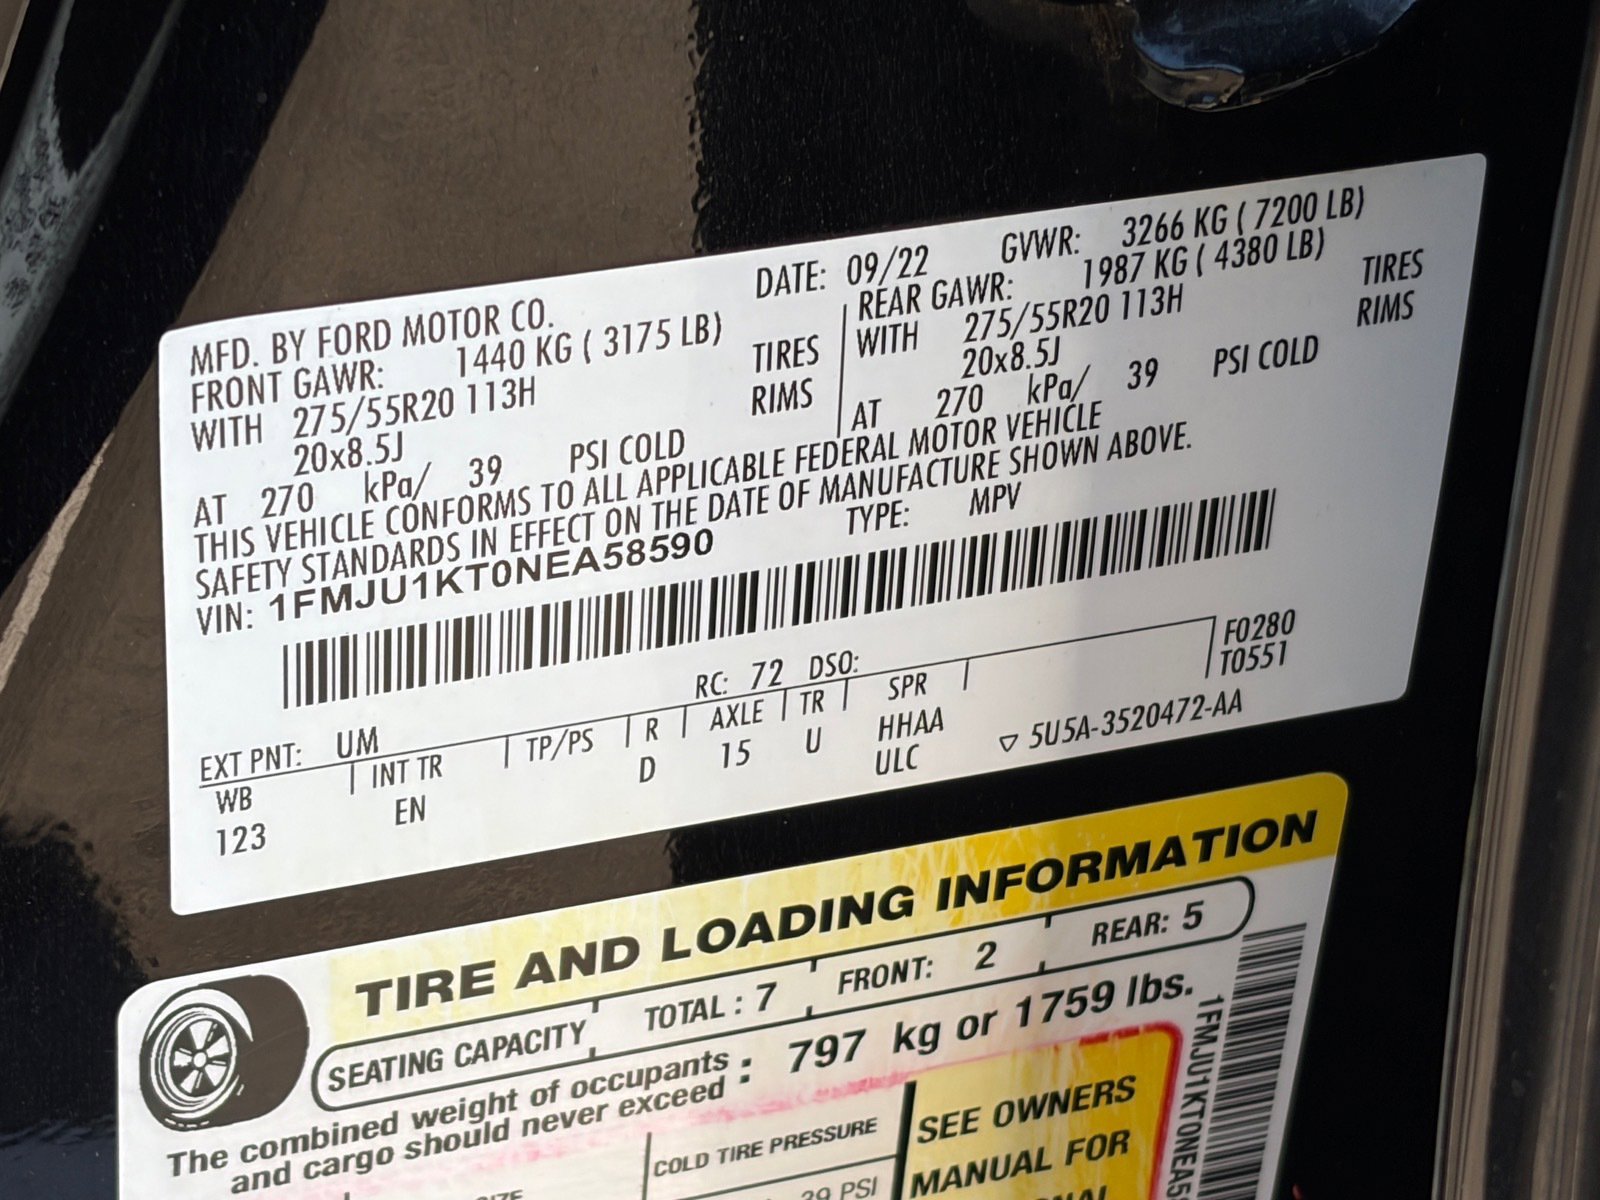 MFD. BY FORD MOTOR CO.
DATE: 09/22 GVWR: 3266 KG ( 7200 LB)
FRONT GAWR: 1440 KG ( 3175 LB)
WITH 275/55R20 113H TIRES
20x8.5J RIMS
AT 270 kPa/ 39 PSI COLD
REAR GAWR: 1987 KG ( 4380 LB)
WITH 275/55R20 113H TIRES
20x8.5J RIMS
AT 270 kPa/ 39 PSI COLD
THIS VEHICLE CONFORMS TO ALL APPLICABLE FEDERAL MOTOR VEHICLE
SAFETY STANDARDS IN EFFECT ON THE DATE OF MANUFACTURE SHOWN ABOVE.
VIN: 1FMJU1KT0NEA58590 TYPE: MPV
F0280
T0551
EXT PNT: UM RC: 72 DSO:
WB INT TR TP/PS R AXLE TR SPR
123 EN D 15 U HHAA
ULC ▽ 5U5A-3520472-AA
TIRE AND LOADING INFORMATION
SEATING CAPACITY TOTAL : 7 FRONT: 2 REAR: 5
The combined weight of occupants
and cargo should never exceed : 797 kg or 1759 lbs.
COLD TIRE PRESSURE
PSI
SEE OWNERS
MANUAL FOR
1FMJU1KT0NEA5